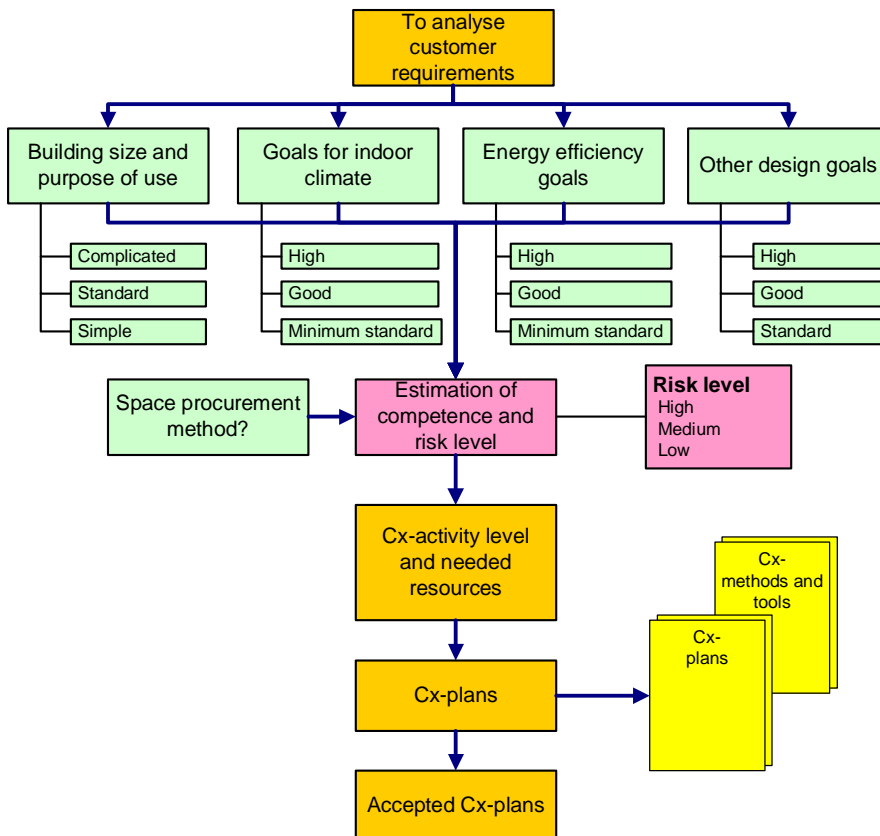 To analyse
customer
requirements
Building size and
purpose of use
Goals for indoor
climate
Energy efficiency
goals
Other design goals
Complicated
Standard
Simple
High
Good
Minimum standard
High
Good
Minimum standard
High
Good
Standard
Space procurement
method?
Estimation of
competence and
risk level
Risk level
High
Medium
Low
Cx-activity level
and needed
resources
Cx-
methods and
tools
Cx-
plans
Cx-plans
Accepted Cx-plans